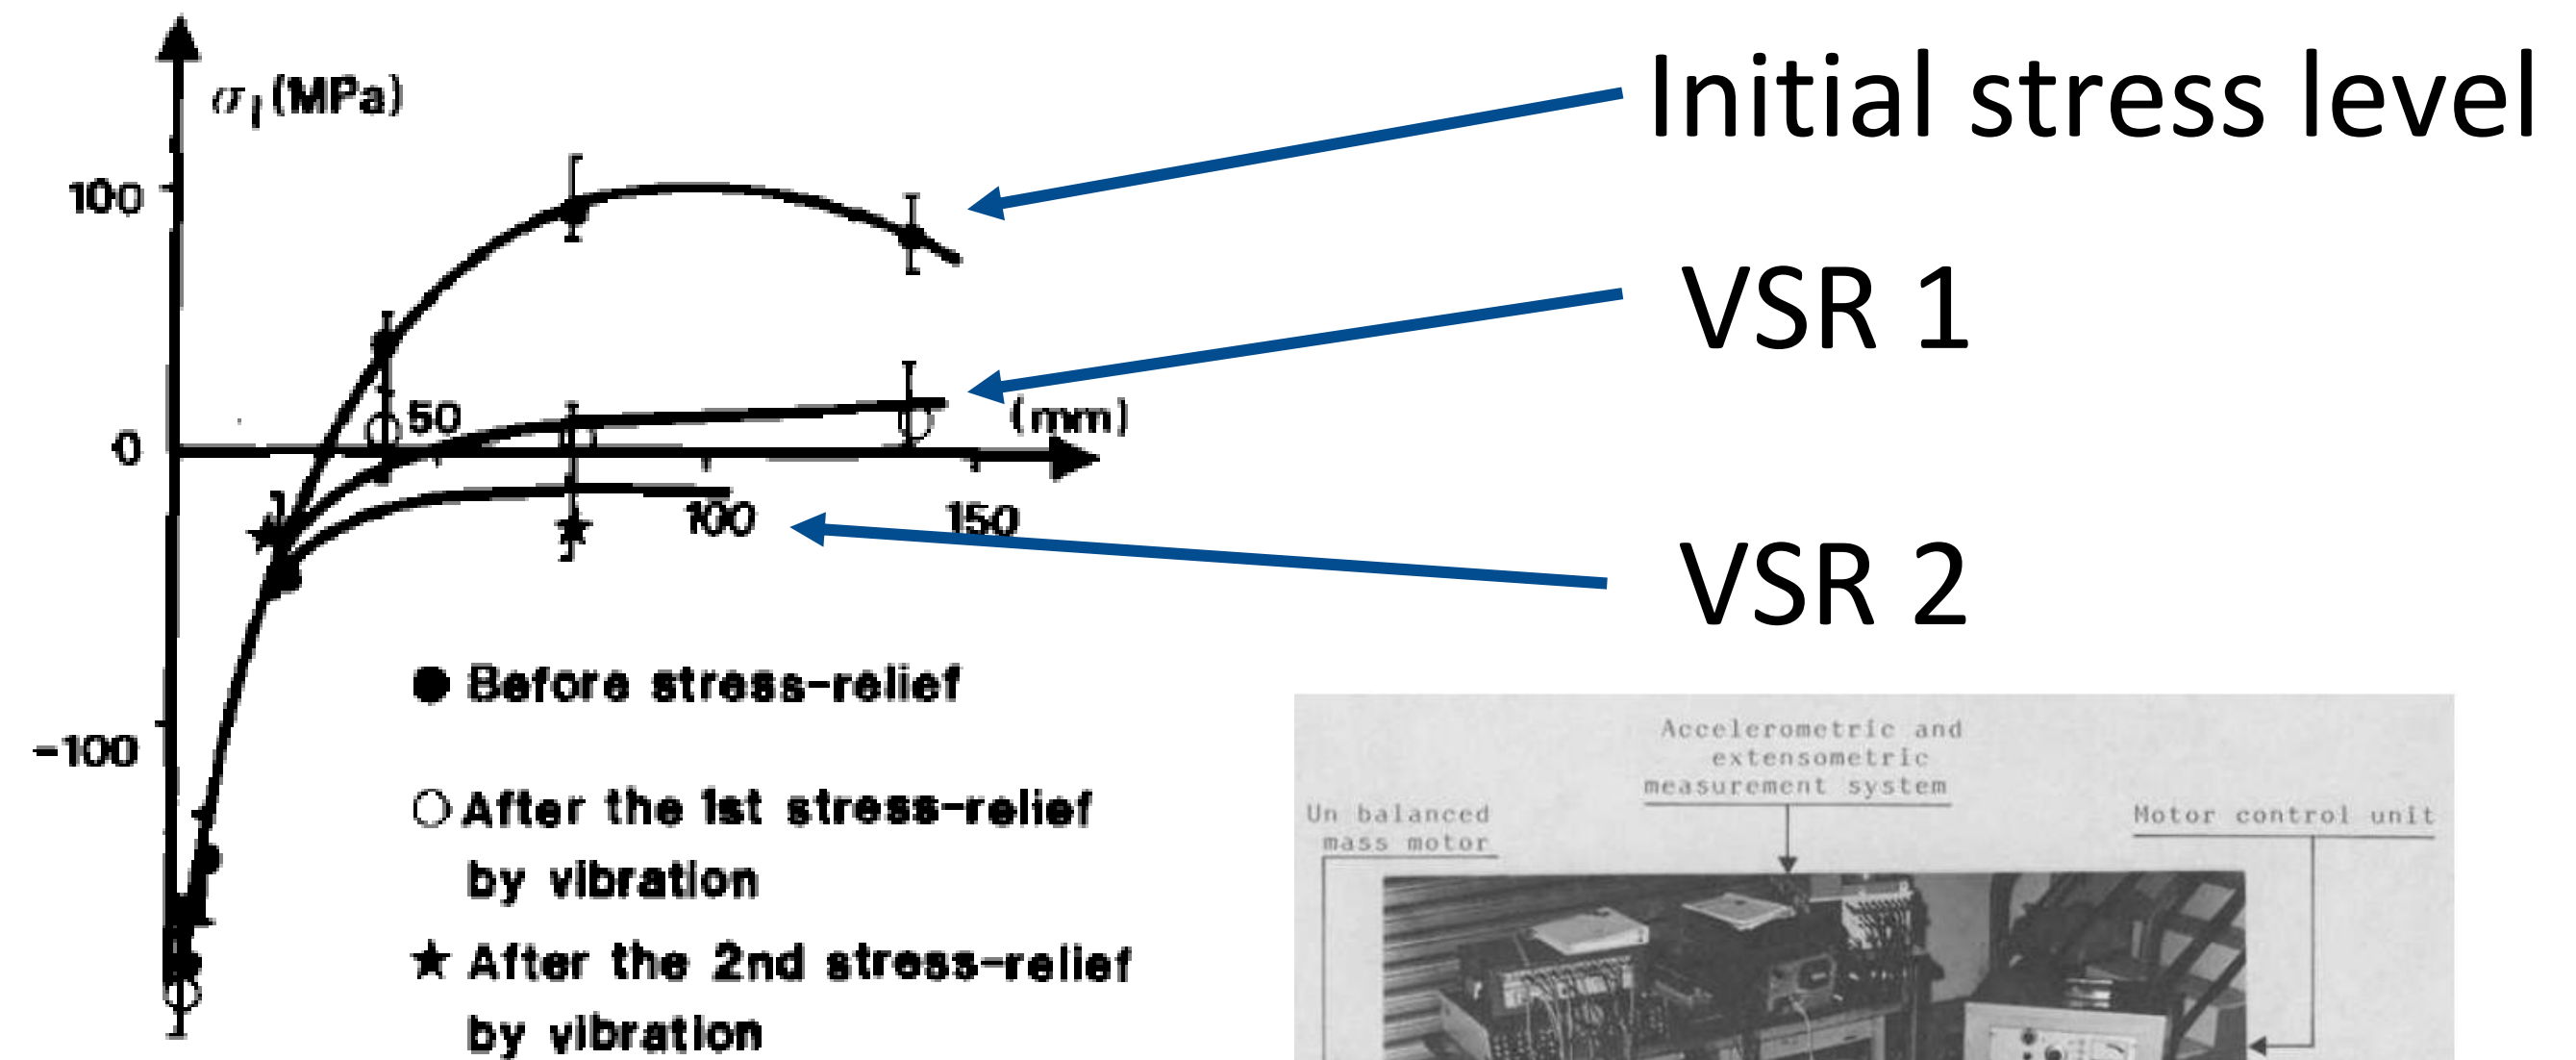 σ₁(MPa)
100
0
-100
50
100
150
(mm)
Initial stress level
VSR 1
VSR 2
● Before stress-relief
○ After the 1st stress-relief
by vibration
★ After the 2nd stress-relief
by vibration
Accelerometric and
extensometric
measurement system
Un balanced
mass motor
Motor control unit